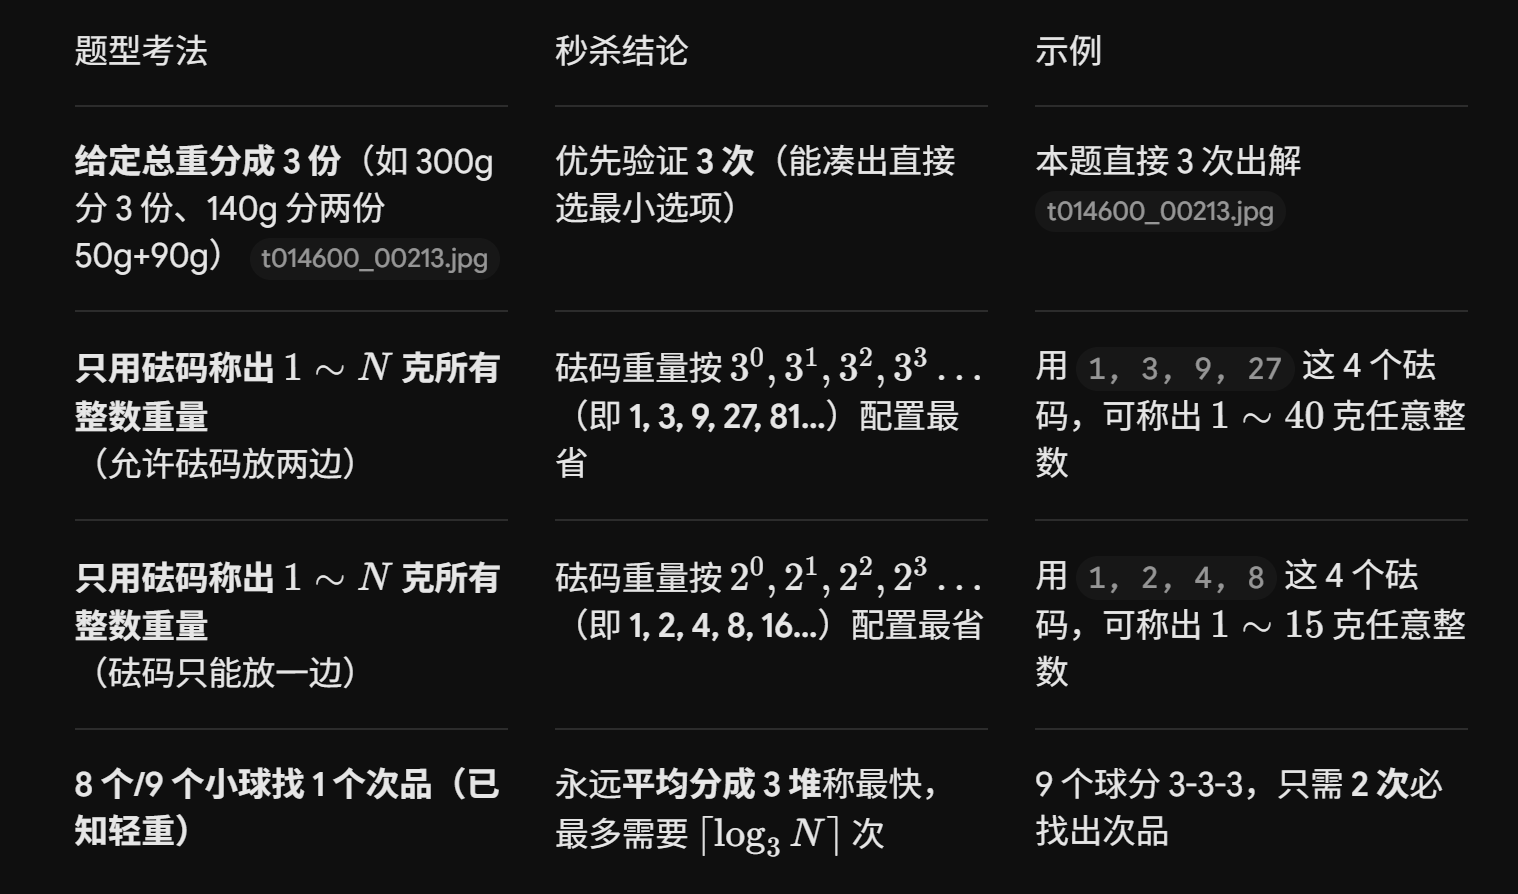 题型考法
秒杀结论
示例
给定总重分成 3 份（如 300g
分 3 份、140g 分两份
50g+90g） t014600_00213.jpg
优先验证 3 次（能凑出直接
选最小选项）
本题直接 3 次出解
t014600_00213.jpg
只用砝码称出 1 ∼ N 克所有
整数重量
（允许砝码放两边）
砝码重量按 3⁰, 3¹, 3², 3³ …
（即 1, 3, 9, 27, 81...）配置最
省
用 1, 3, 9, 27 这 4 个砝
码，可称出 1 ∼ 40 克任意整
数
只用砝码称出 1 ∼ N 克所有
整数重量
（砝码只能放一边）
砝码重量按 2⁰, 2¹, 2², 2³ …
（即 1, 2, 4, 8, 16...）配置最省
用 1, 2, 4, 8 这 4 个砝
码，可称出 1 ∼ 15 克任意整
数
8 个/9 个小球找 1 个次品（已
知轻重）
永远平均分成 3 堆称最快，
最多需要 ⌈log₃ N⌉ 次
9 个球分 3-3-3，只需 2 次必
找出次品